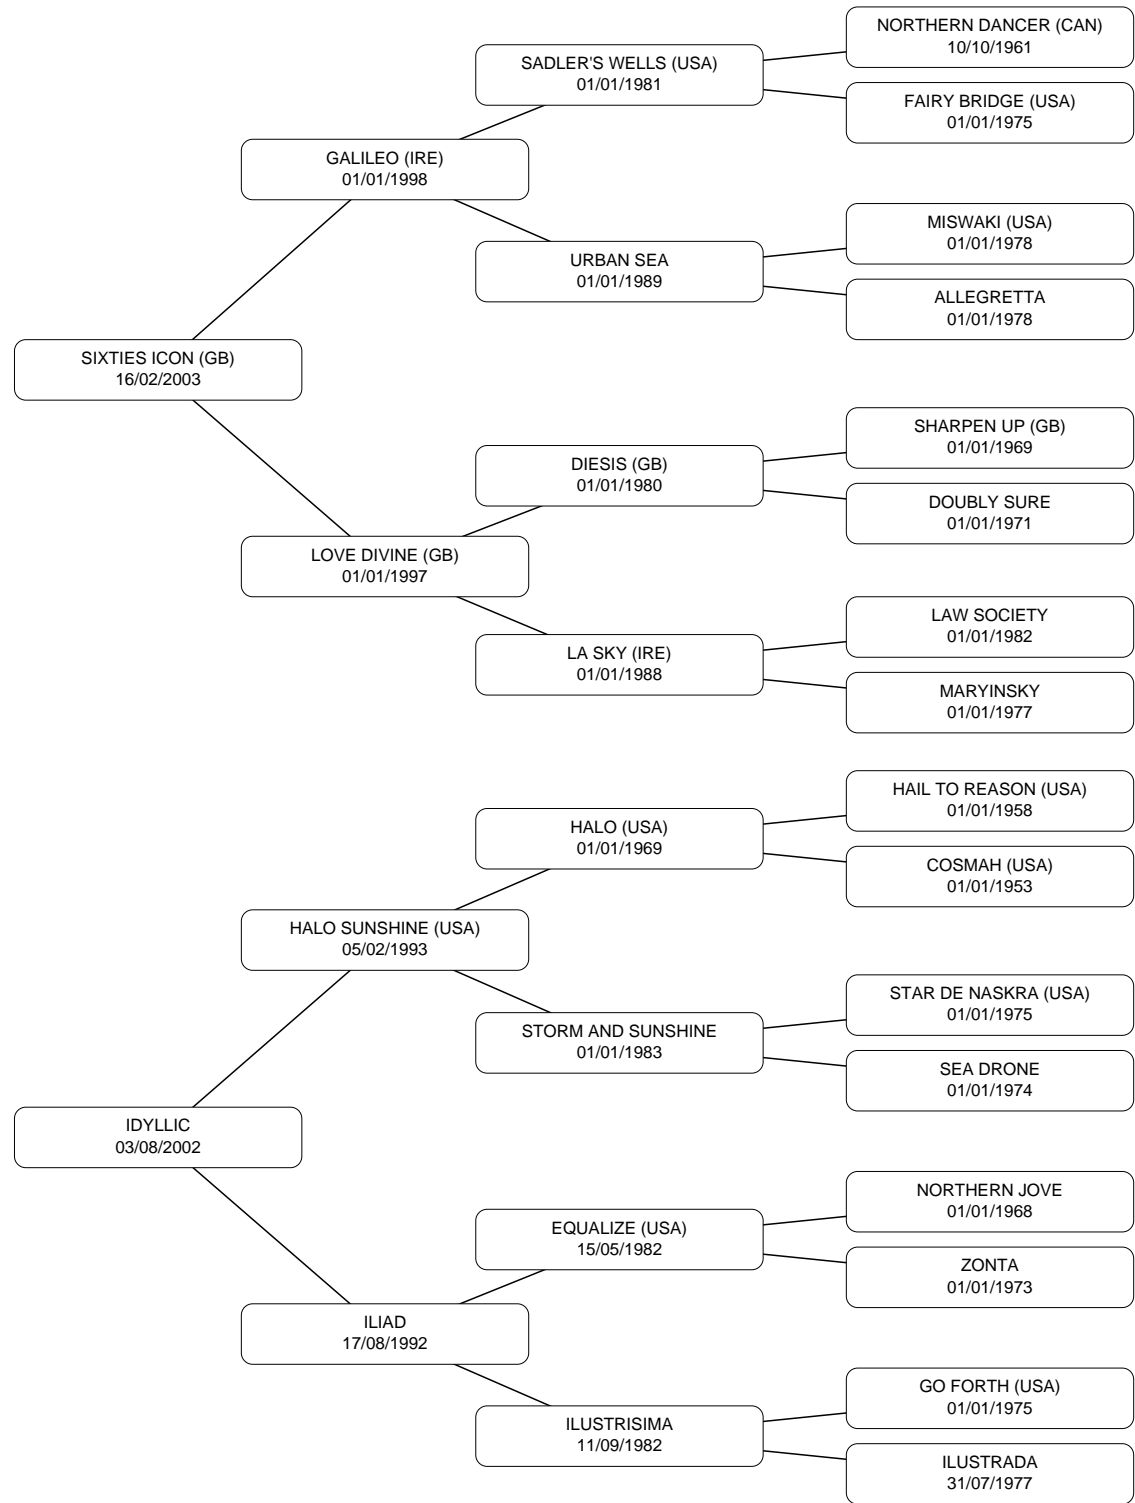 NORTHERN DANCER (CAN)
10/10/1961
SADLER'S WELLS (USA)
01/01/1981
FAIRY BRIDGE (USA)
01/01/1975
GALILEO (IRE)
01/01/1998
MISWAKI (USA)
01/01/1978
URBAN SEA
01/01/1989
ALLEGRETTA
01/01/1978
SIXTIES ICON (GB)
16/02/2003
SHARPEN UP (GB)
01/01/1969
DIESIS (GB)
01/01/1980
DOUBLY SURE
01/01/1971
LOVE DIVINE (GB)
01/01/1997
LAW SOCIETY
01/01/1982
LA SKY (IRE)
01/01/1988
MARYINSKY
01/01/1977
HAIL TO REASON (USA)
01/01/1958
HALO (USA)
01/01/1969
COSMAH (USA)
01/01/1953
HALO SUNSHINE (USA)
05/02/1993
STAR DE NASKRA (USA)
01/01/1975
STORM AND SUNSHINE
01/01/1983
SEA DRONE
01/01/1974
IDYLLIC
03/08/2002
NORTHERN JOVE
01/01/1968
EQUALIZE (USA)
15/05/1982
ZONTA
01/01/1973
ILIAD
17/08/1992
GO FORTH (USA)
01/01/1975
ILUSTRISIMA
11/09/1982
ILUSTRADA
31/07/1977